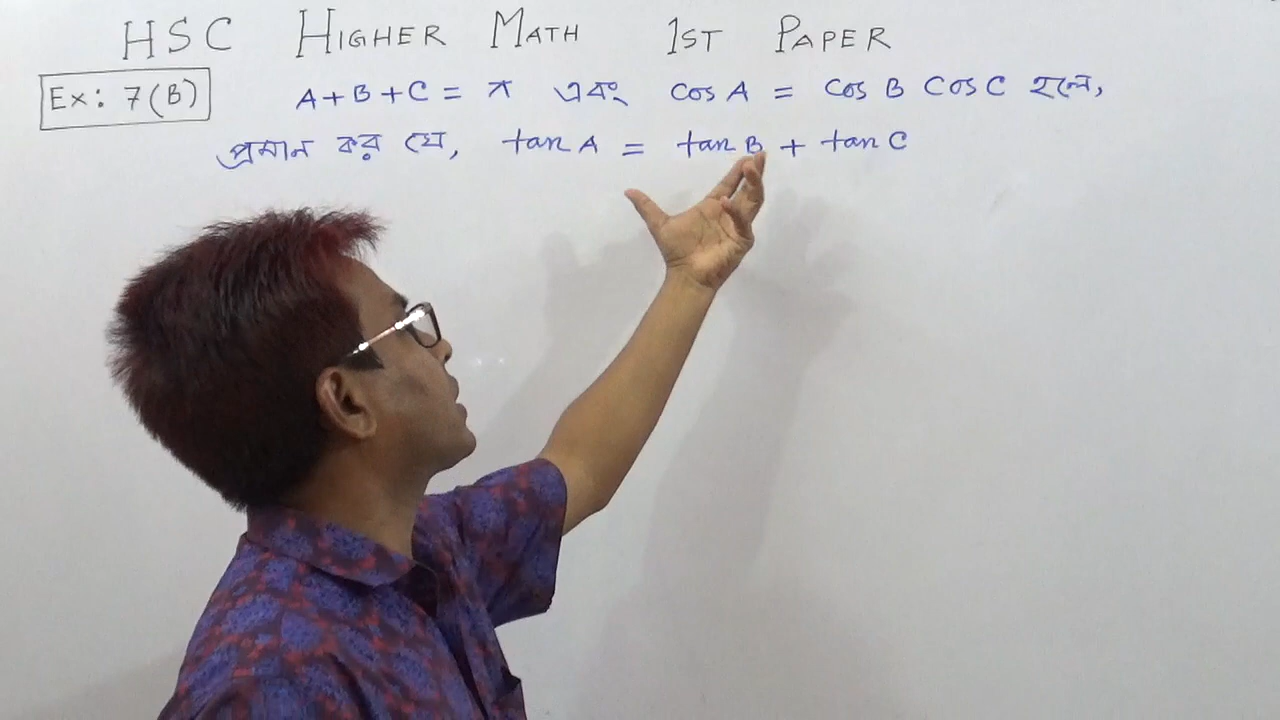 HSC HIGHER MATH 1ST PAPER
Ex: 7(B) A+B+C = π এবং cos A = cos B cos C হলে,
প্রমান কর যে, tan A = tan B + tan C